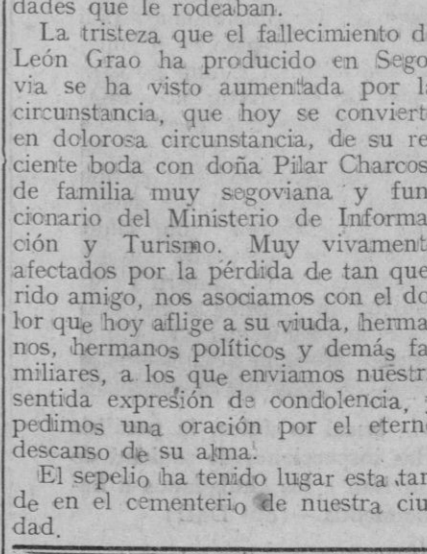 dades que le rodeaban.
La tristeza que el fallecimiento d
León Grao ha producido en Sego
via se ha visto aumentada por l
circunstancia, que hoy se conviert
en dolorosa circunstancia, de su re
ciente boda con doña Pilar Charcos
de familia muy segoviana y fun
cionario del Ministerio de Informa
ción y Turismo. Muy vivament
afectados por la pérdida de tan que
rido amigo, nos asociamos con el do
lor que hoy aflige a su viuda, herma
nos, hermanos políticos y demás fa
miliares, a los que enviamos nuestr
sentida expresión de condolencia, y
pedimos una oración por el etern
descanso de su alma.
El sepelio ha tenido lugar esta tar
de en el cementerio de nuestra ciu
dad.